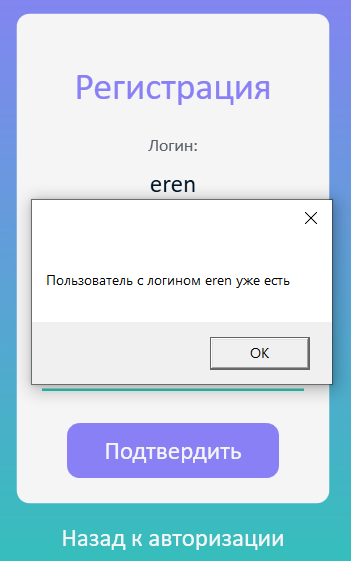 Регистрация
Логин:
eren
Пользователь с логином eren уже есть
OK
Подтвердить
Назад к авторизации